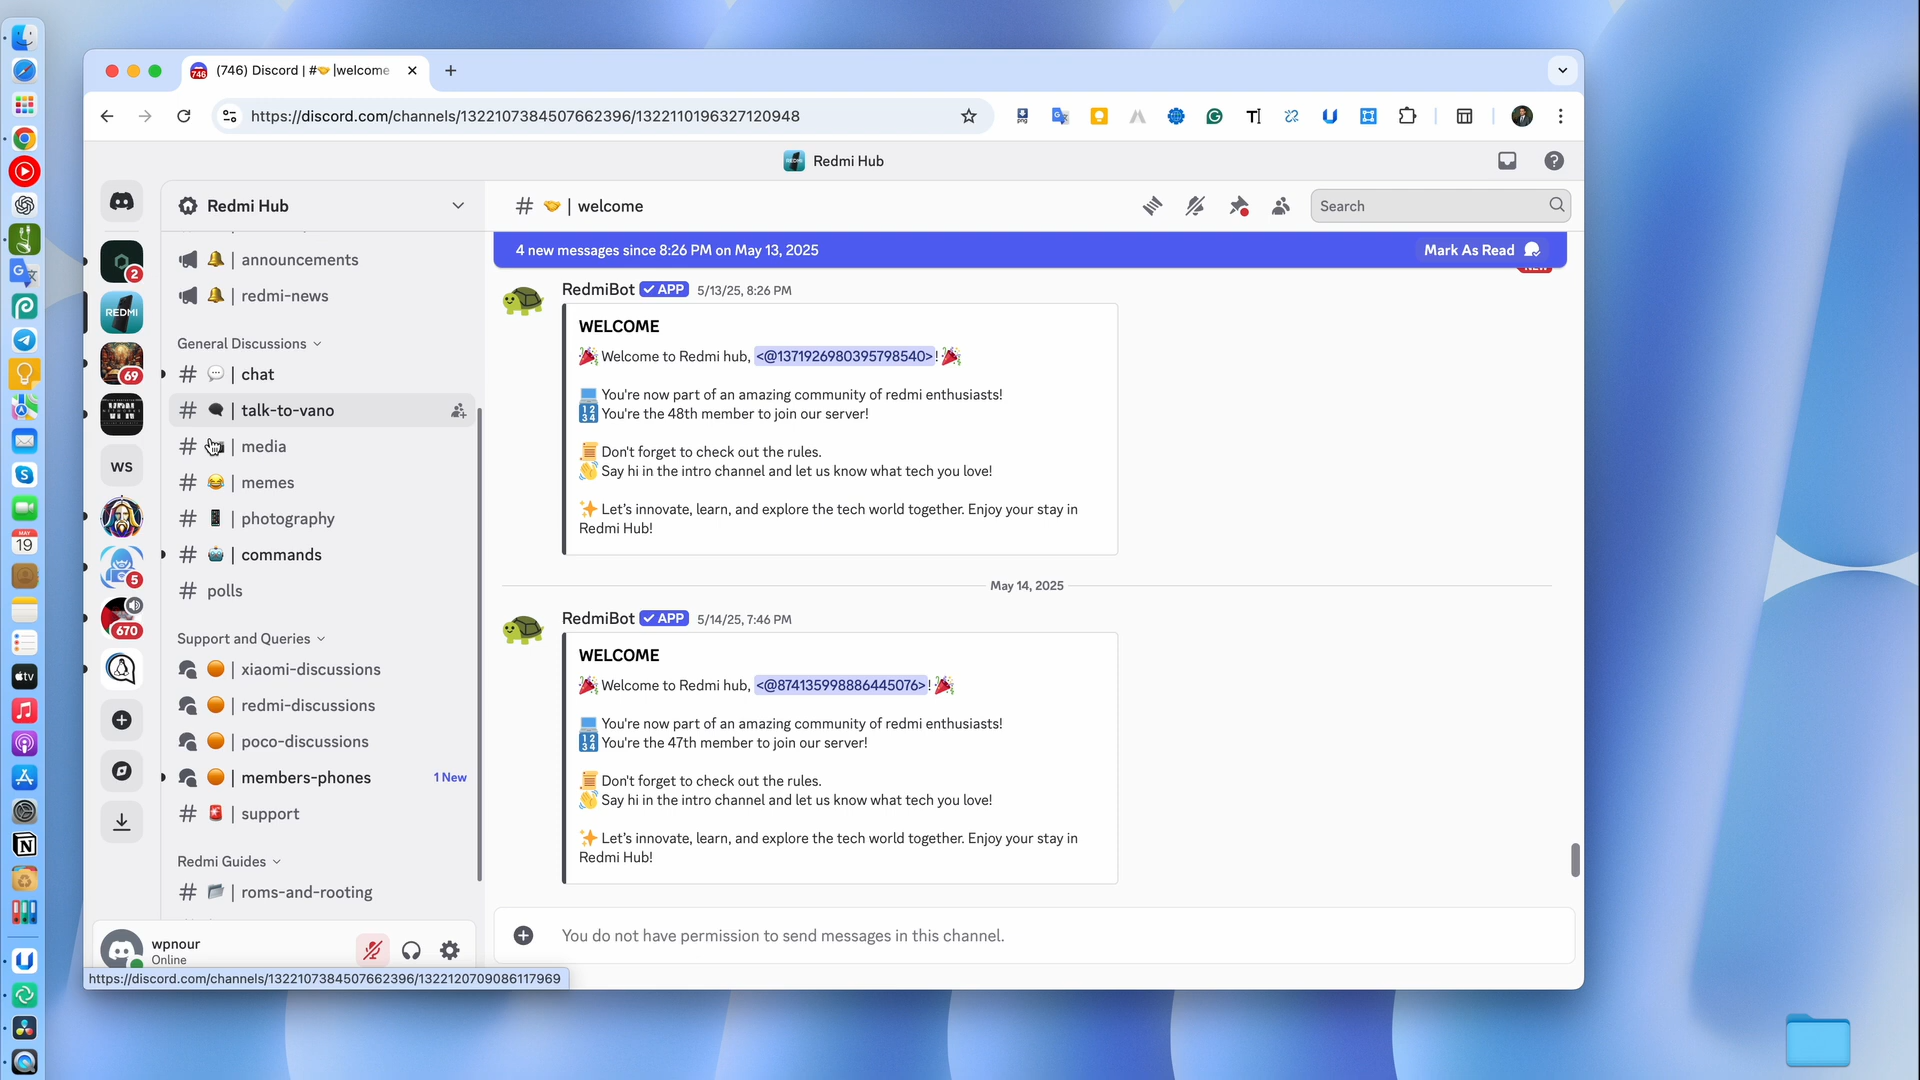 (746) Discord | # |welcome
https://discord.com/channels/1322107384507662396/1322110196327120948
Redmi Hub
Redmi Hub
# | welcome
Search
4 new messages since 8:26 PM on May 13, 2025
Mark As Read
| announcements
| redmi-news
General Discussions
# | chat
# | talk-to-vano
# | media
# | memes
# | photography
# | commands
# polls
Support and Queries
| xiaomi-discussions
| redmi-discussions
| poco-discussions
| members-phones
1 New
# | support
Redmi Guides
# | roms-and-rooting
2
REDMI
69
VPN
WS
5
670
wpnour
Online
https://discord.com/channels/1322107384507662396/1322120709086117969
RedmiBot APP 5/13/25, 8:26 PM
WELCOME
Welcome to Redmi hub, <@1371926980395798540>!
You're now part of an amazing community of redmi enthusiasts!
You're the 48th member to join our server!
Don't forget to check out the rules.
Say hi in the intro channel and let us know what tech you love!
Let's innovate, learn, and explore the tech world together. Enjoy your stay in
Redmi Hub!
May 14, 2025
RedmiBot APP 5/14/25, 7:46 PM
WELCOME
Welcome to Redmi hub, <@874135998886445076>!
You're now part of an amazing community of redmi enthusiasts!
You're the 47th member to join our server!
Don't forget to check out the rules.
Say hi in the intro channel and let us know what tech you love!
Let's innovate, learn, and explore the tech world together. Enjoy your stay in
Redmi Hub!
You do not have permission to send messages in this channel.
MAY
19
tv